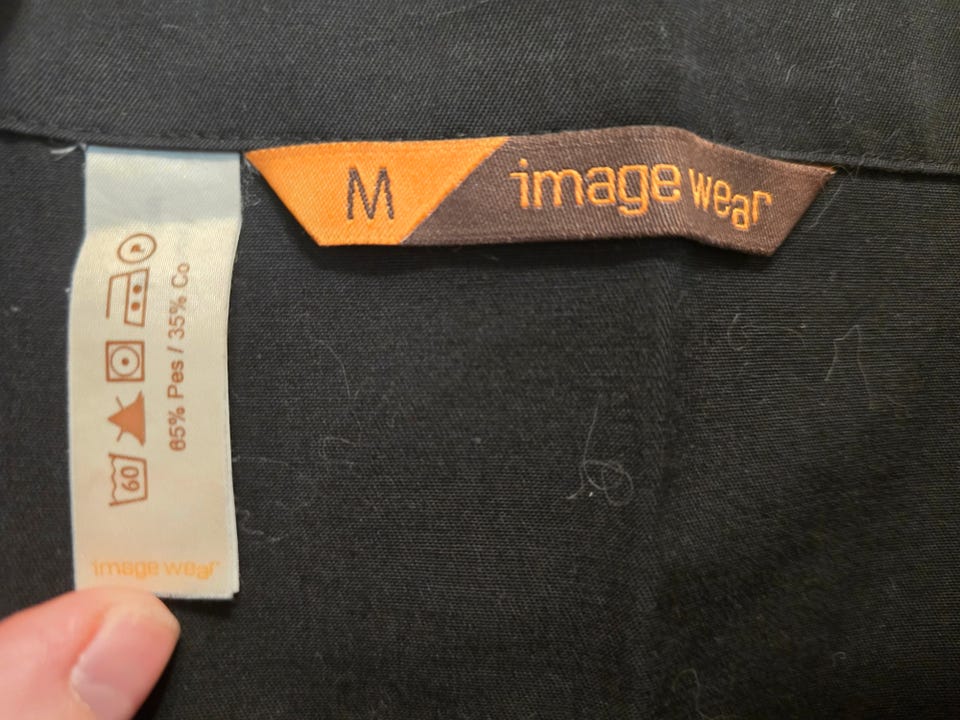 M
image wear
60
P
65% Pes / 35% Co
image wear